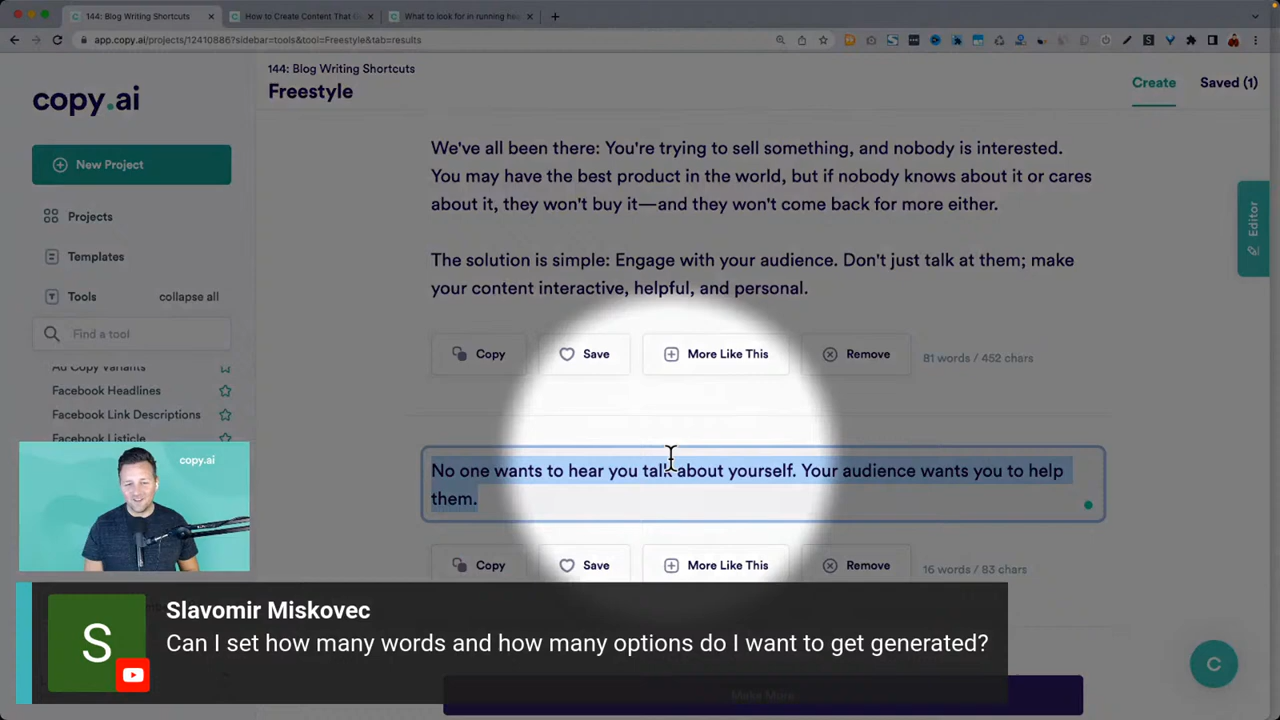 144: Blog Writing Shortcuts
How to Create Content That G
What to look for in running he
app.copy.ai/projects/12410886?sidebar=tools&tool=Freestyle&tab=results
copy.ai
144: Blog Writing Shortcuts
Freestyle
Create
Saved (1)
New Project
Projects
Templates
Tools
collapse all
Find a tool
Ad Copy Variants
Facebook Headlines
Facebook Link Descriptions
Facebook Listicle
We've all been there: You're trying to sell something, and nobody is interested.
You may have the best product in the world, but if nobody knows about it or cares
about it, they won't buy it—and they won't come back for more either.
The solution is simple: Engage with your audience. Don't just talk at them; make
your content interactive, helpful, and personal.
Copy
Save
More Like This
Remove
81 words / 452 chars
Editor
No one wants to hear you talk about yourself. Your audience wants you to help
them.
Copy
Save
More Like This
Remove
16 words / 83 chars
copy.ai
S
Slavomir Miskovec
Can I set how many words and how many options do I want to get generated?
Make More
C